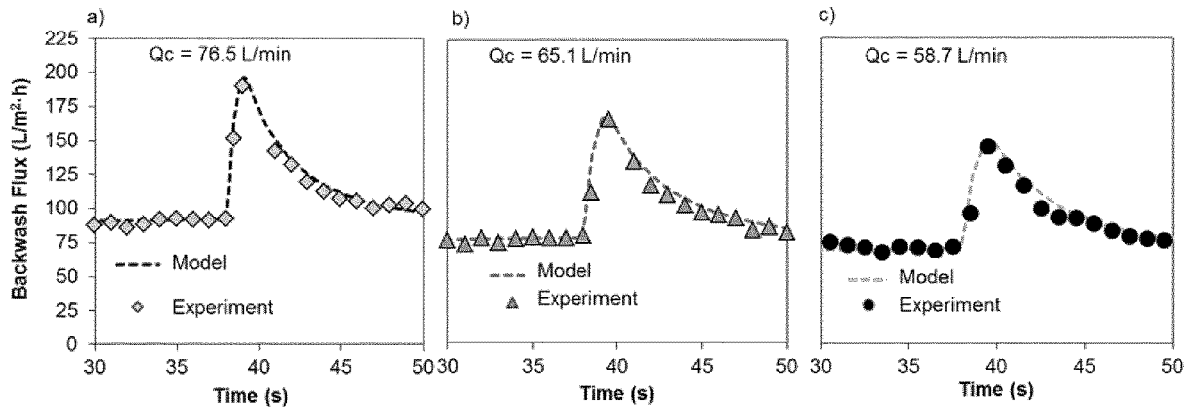 a)
Qc = 76.5 L/min
Backwash Flux (L/m²·h)
225
200
175
150
125
100
75
50
25
0
Model
Experiment
30 35 40 45 50
Time (s)
b)
Qc = 65.1 L/min
Model
Experiment
30 35 40 45 50
Time (s)
c)
Qc = 58.7 L/min
Model
Experiment
30 35 40 45 50
Time (s)